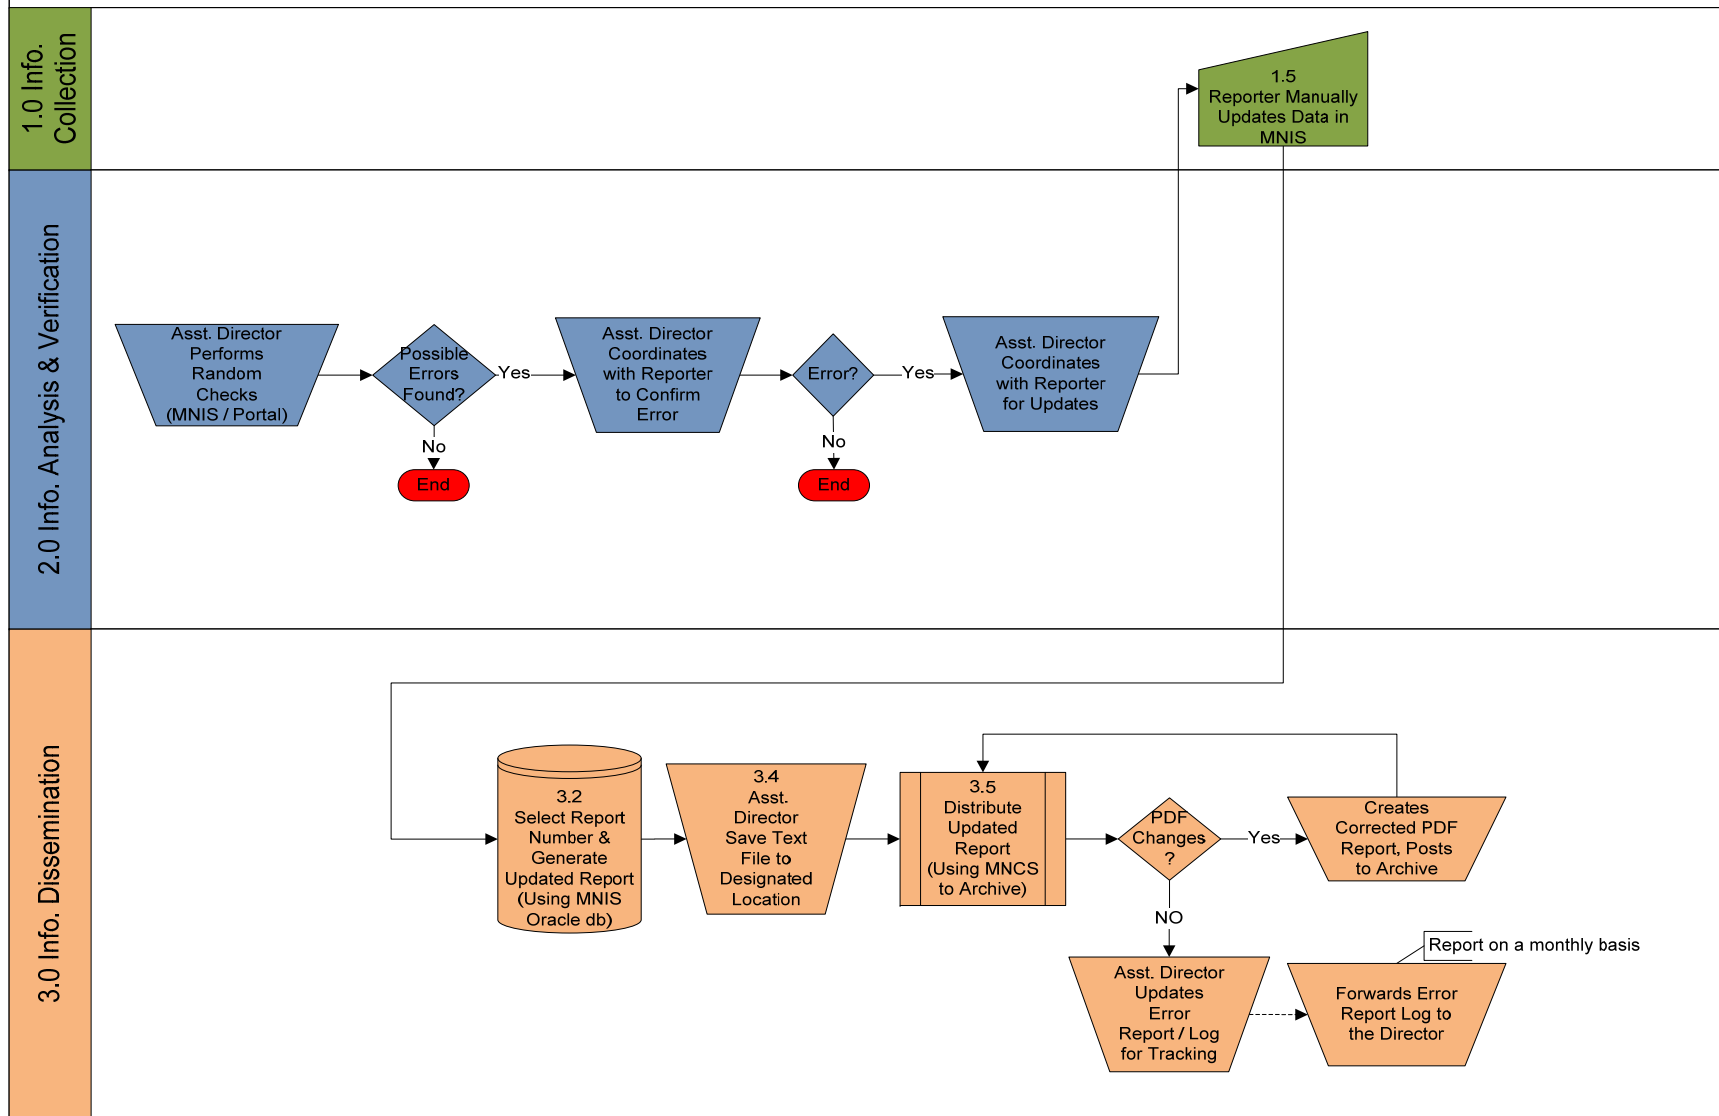 1.0 Info.
Collection
1.5
Reporter Manually
Updates Data in
MNIS
2.0 Info. Analysis & Verification
Asst. Director
Performs
Random
Checks
(MNIS / Portal)
Possible
Errors
Found?
Yes
No
End
Asst. Director
Coordinates
with Reporter
to Confirm
Error
Error?
Yes
No
End
Asst. Director
Coordinates
with Reporter
for Updates
3.0 Info. Dissemination
3.2
Select Report
Number &
Generate
Updated Report
(Using MNIS
Oracle db)
3.4
Asst.
Director
Save Text
File to
Designated
Location
3.5
Distribute
Updated
Report
(Using MNCS
to Archive)
PDF
Changes
?
Yes
NO
Creates
Corrected PDF
Report, Posts
to Archive
Asst. Director
Updates
Error
Report / Log
for Tracking
Report on a monthly basis
Forwards Error
Report Log to
the Director